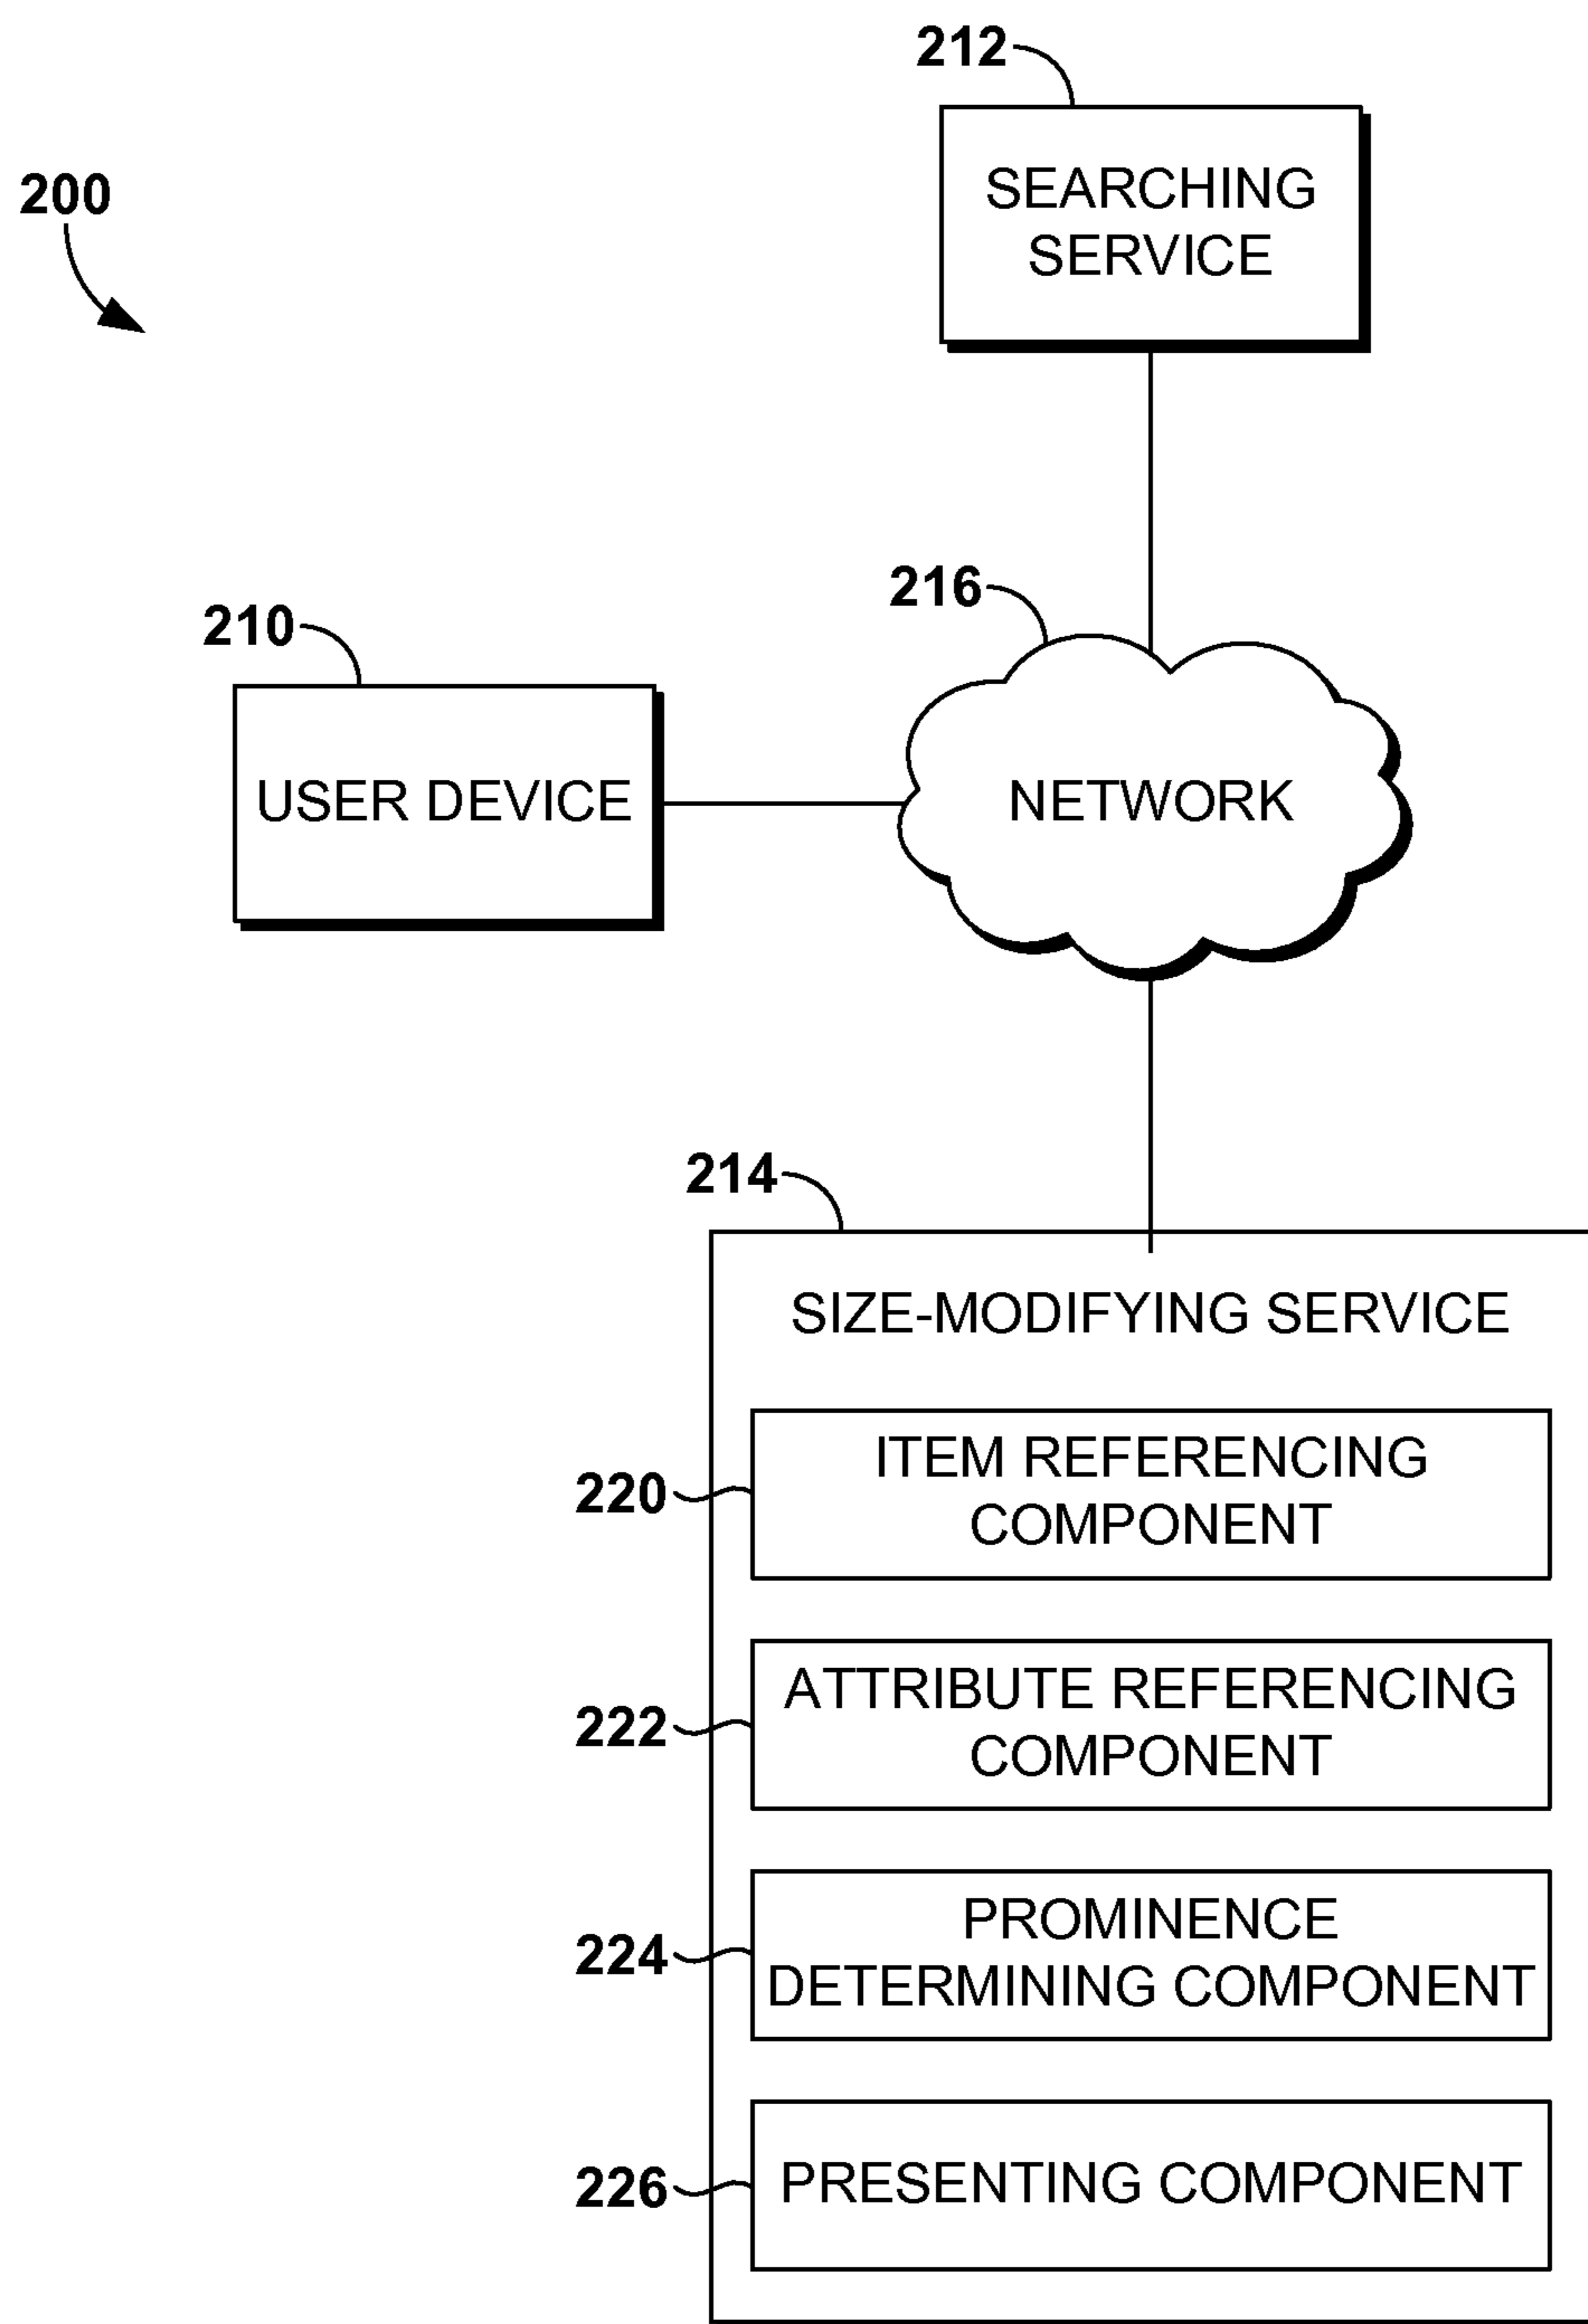 212
SEARCHING
SERVICE
200
216
210
USER DEVICE
NETWORK
214
SIZE-MODIFYING SERVICE
220
ITEM REFERENCING
COMPONENT
222
ATTRIBUTE REFERENCING
COMPONENT
224
PROMINENCE
DETERMINING COMPONENT
226
PRESENTING COMPONENT